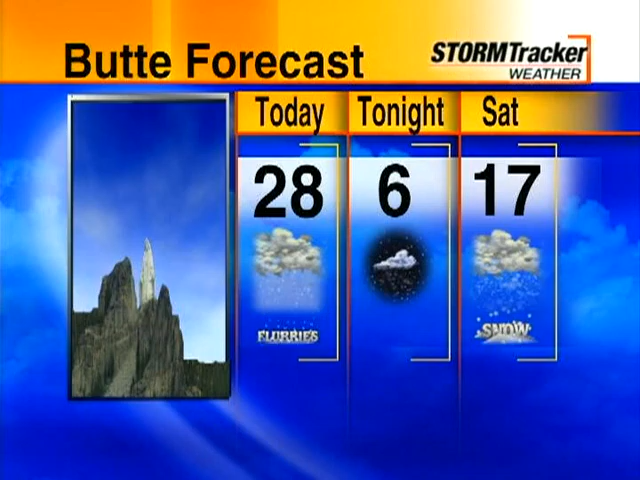 Butte Forecast
STORMTracker
WEATHER
Today Tonight Sat
28 6 17
FLURRIES SNOW